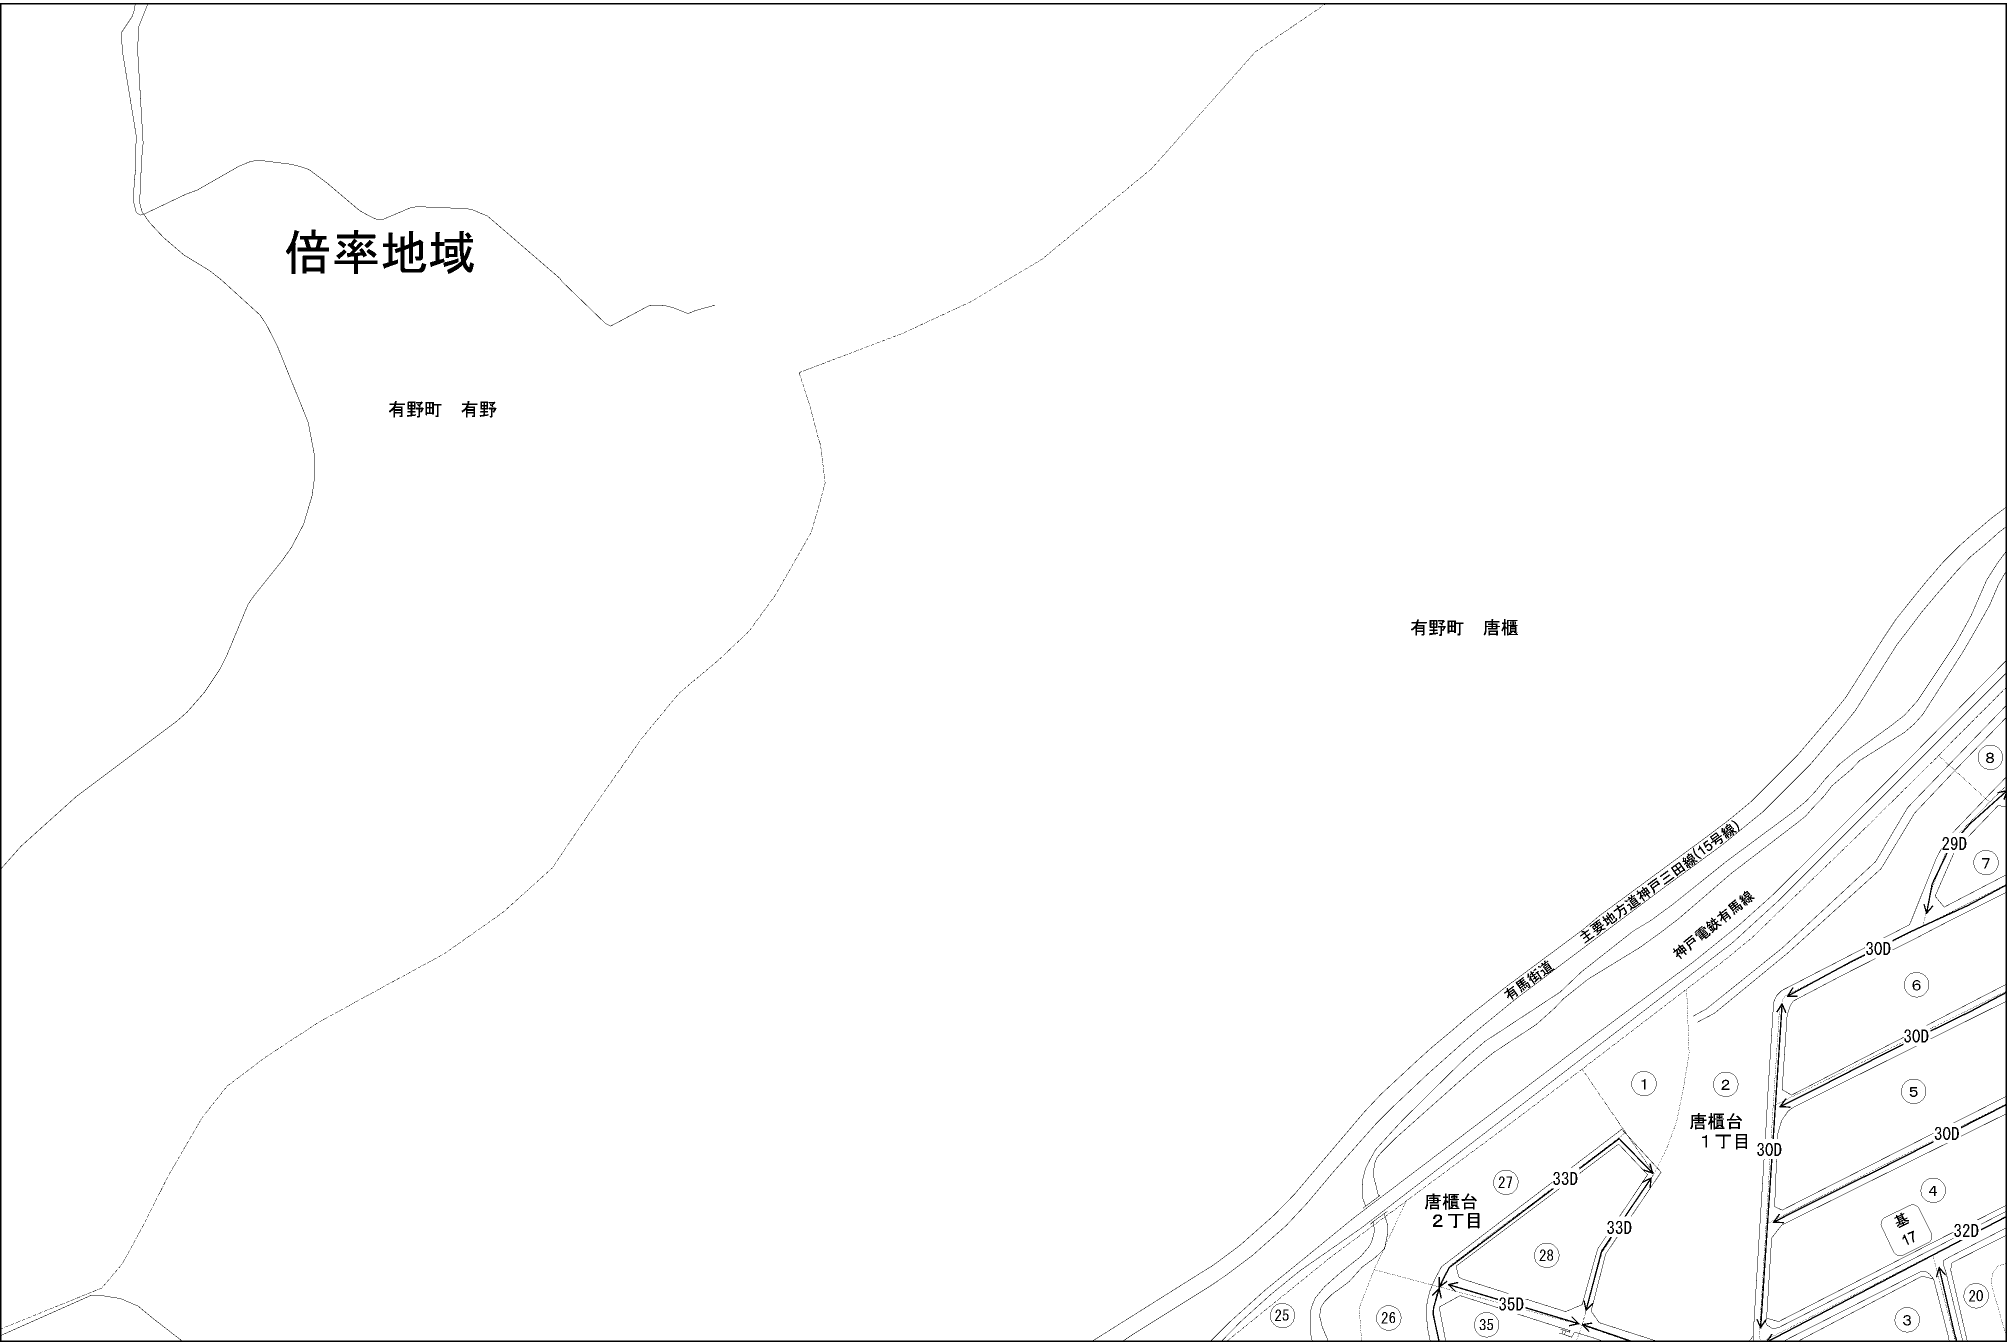 倍率地域
有野町　有野
有野町　唐櫃
8
29D
7
主要地方道神戸三田線(15号線)
神戸電鉄有馬線
有馬街道
30D
6
30D
1
2
5
唐櫃台
1丁目
30D
30D
27
33D
4
唐櫃台
2丁目
基
17
33D
32D
28
35D
20
25
26
35
3